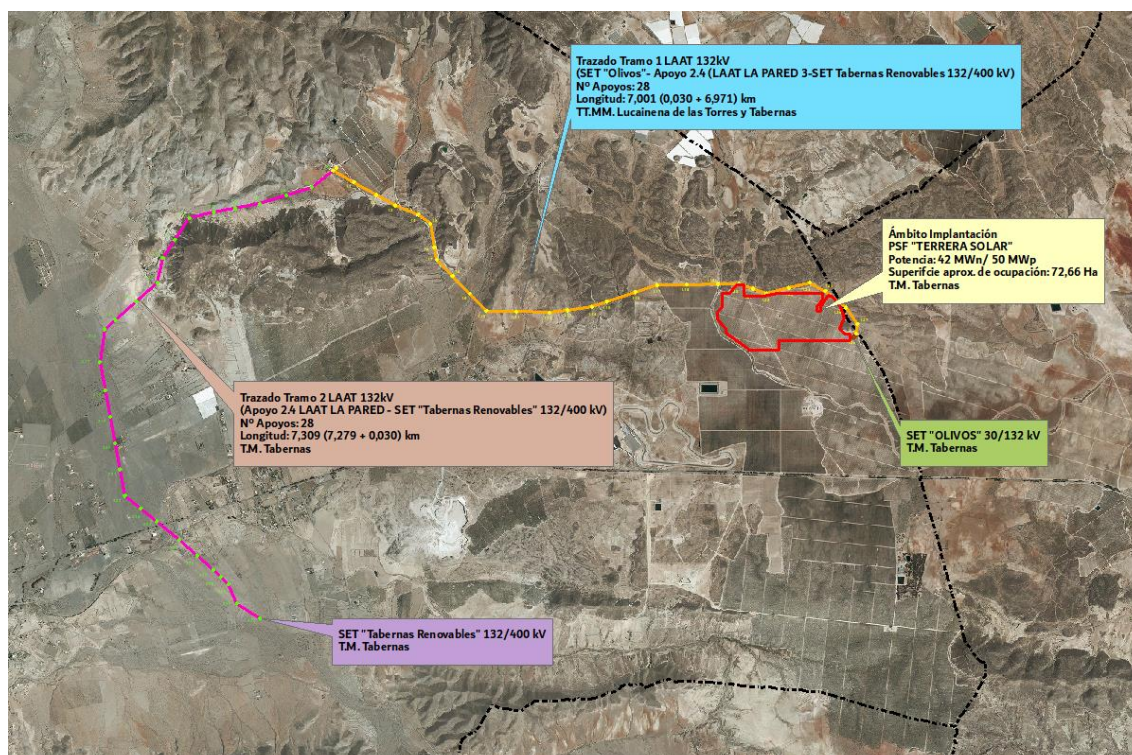 Trazado Tramo 1 LAAT 132kV
(SET "Olivos"- Apoyo 2.4 (LAAT LA PARED 3-SET Tabernas Renovables 132/400 kV)
Nº Apoyos: 28
Longitud: 7,001 (0,030 + 6,971) km
TT.MM. Lucainena de las Torres y Tabernas
Ámbito Implantación
PSF "TERRERA SOLAR"
Potencia: 42 MWn/ 50 MWp
Superifcie aprox. de ocupación: 72,66 Ha
T.M. Tabernas
Trazado Tramo 2 LAAT 132kV
(Apoyo 2.4 LAAT LA PARED - SET "Tabernas Renovables" 132/400 kV)
Nº Apoyos: 28
Longitud: 7,309 (7,279 + 0,030) km
T.M. Tabernas
SET "OLIVOS" 30/132 kV
T.M. Tabernas
SET "Tabernas Renovables" 132/400 kV
T.M. Tabernas